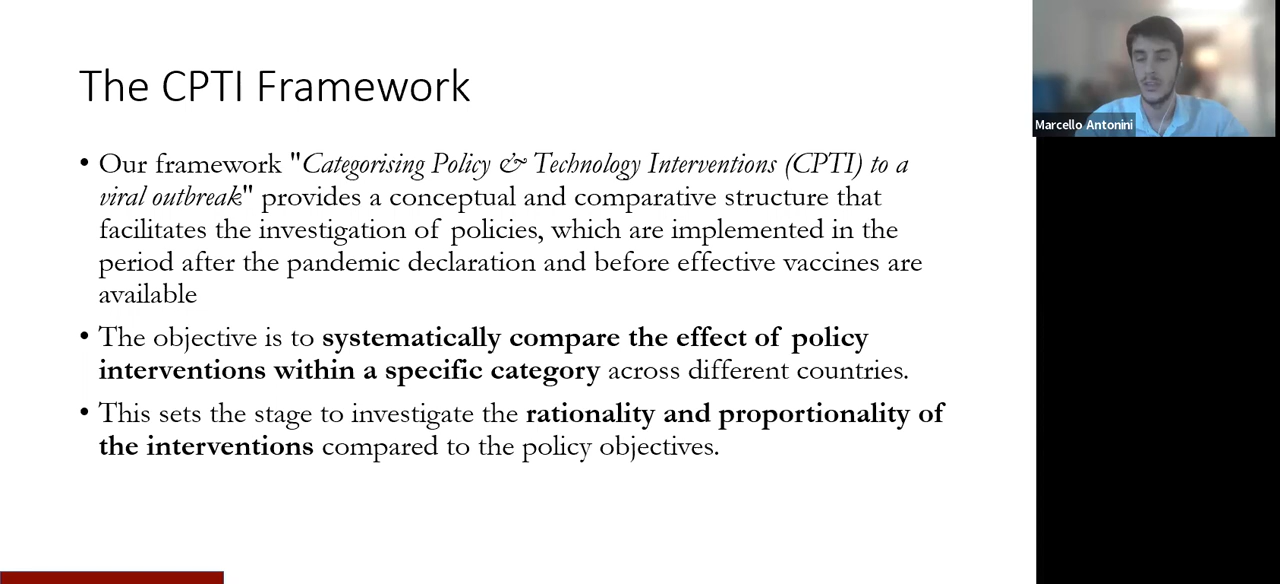 The CPTI Framework
• Our framework "Categorising Policy & Technology Interventions (CPTI) to a
viral outbreak" provides a conceptual and comparative structure that
facilitates the investigation of policies, which are implemented in the
period after the pandemic declaration and before effective vaccines are
available
• The objective is to systematically compare the effect of policy
interventions within a specific category across different countries.
• This sets the stage to investigate the rationality and proportionality of
the interventions compared to the policy objectives.
Marcello Antonini